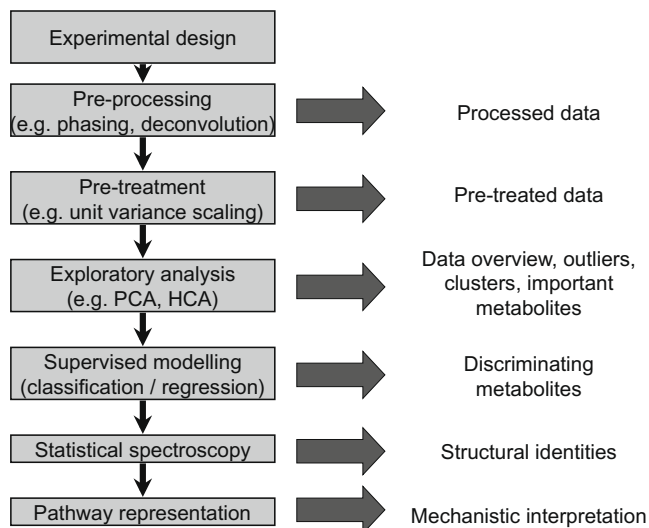 Experimental design
Pre-processing
(e.g. phasing, deconvolution)
Processed data
Pre-treatment
(e.g. unit variance scaling)
Pre-treated data
Exploratory analysis
(e.g. PCA, HCA)
Data overview, outliers,
clusters, important
metabolites
Supervised modelling
(classification / regression)
Discriminating
metabolites
Statistical spectroscopy
Structural identities
Pathway representation
Mechanistic interpretation